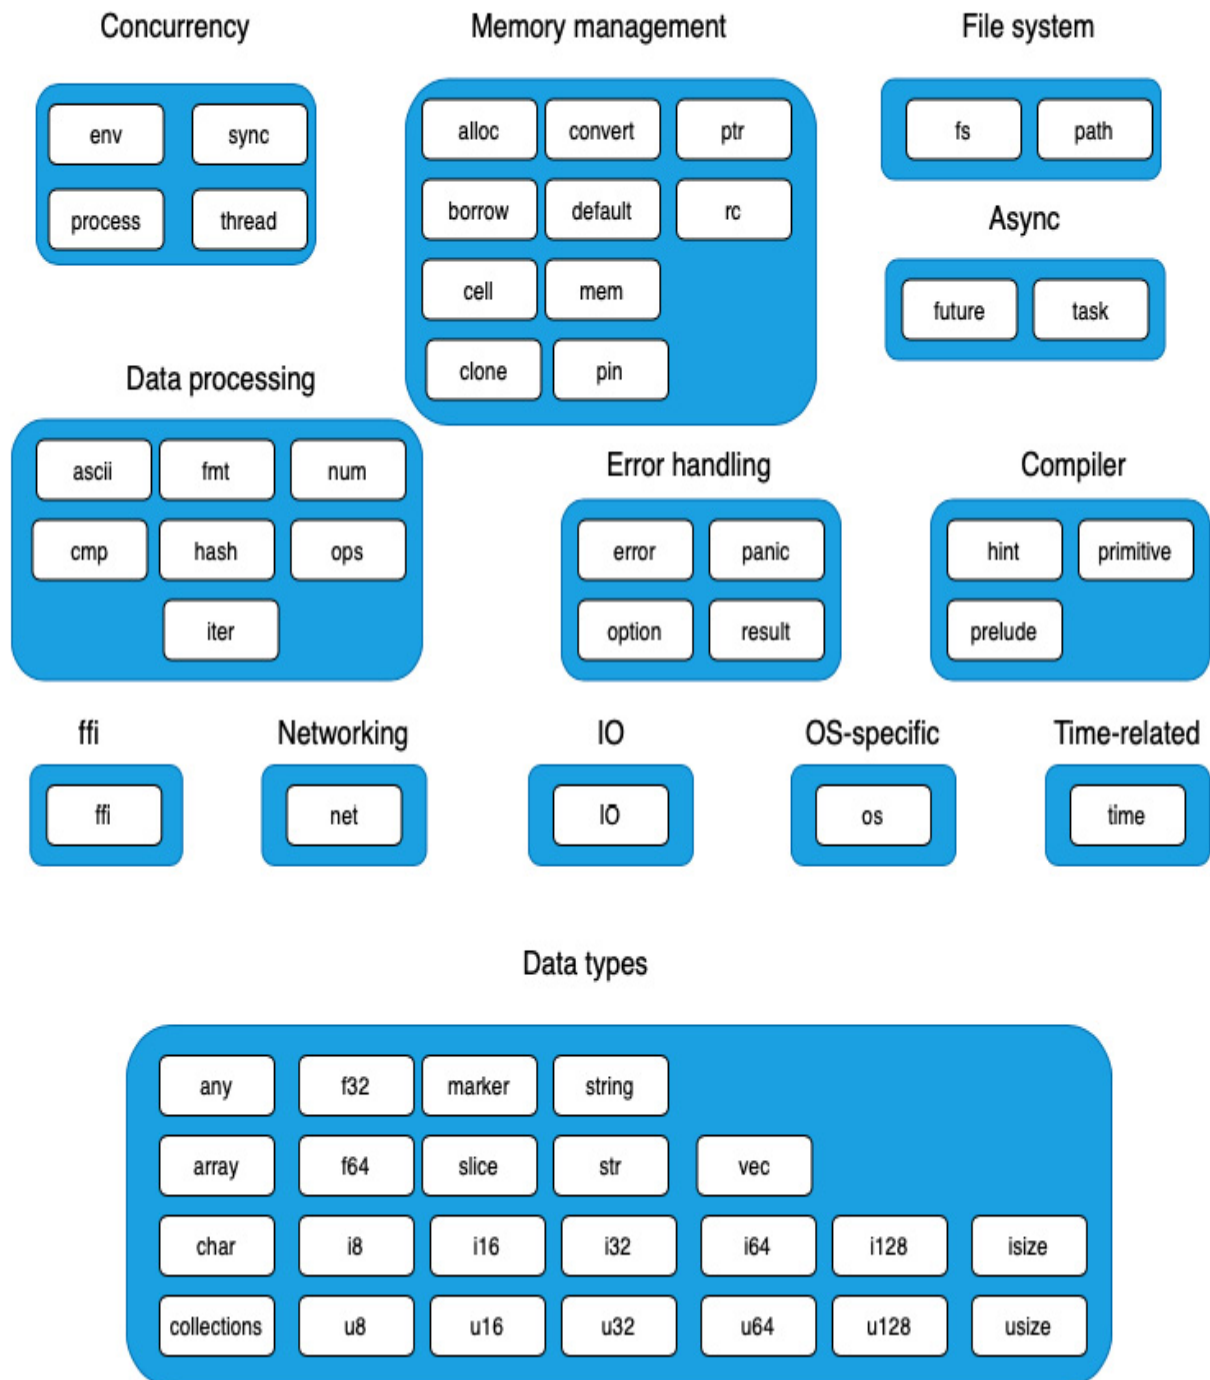 Concurrency
Memory management
File system
env sync
process thread
alloc convert ptr
borrow default rc
cell mem
clone pin
fs path
Async
future task
Data processing
ascii fmt num
cmp hash ops
iter
Error handling
error panic
option result
Compiler
hint primitive
prelude
ffi
Networking
IO
OS-specific
Time-related
ffi
net
IO
os
time
Data types
any f32 marker string
array f64 slice str vec
char i8 i16 i32 i64 i128 isize
collections u8 u16 u32 u64 u128 usize